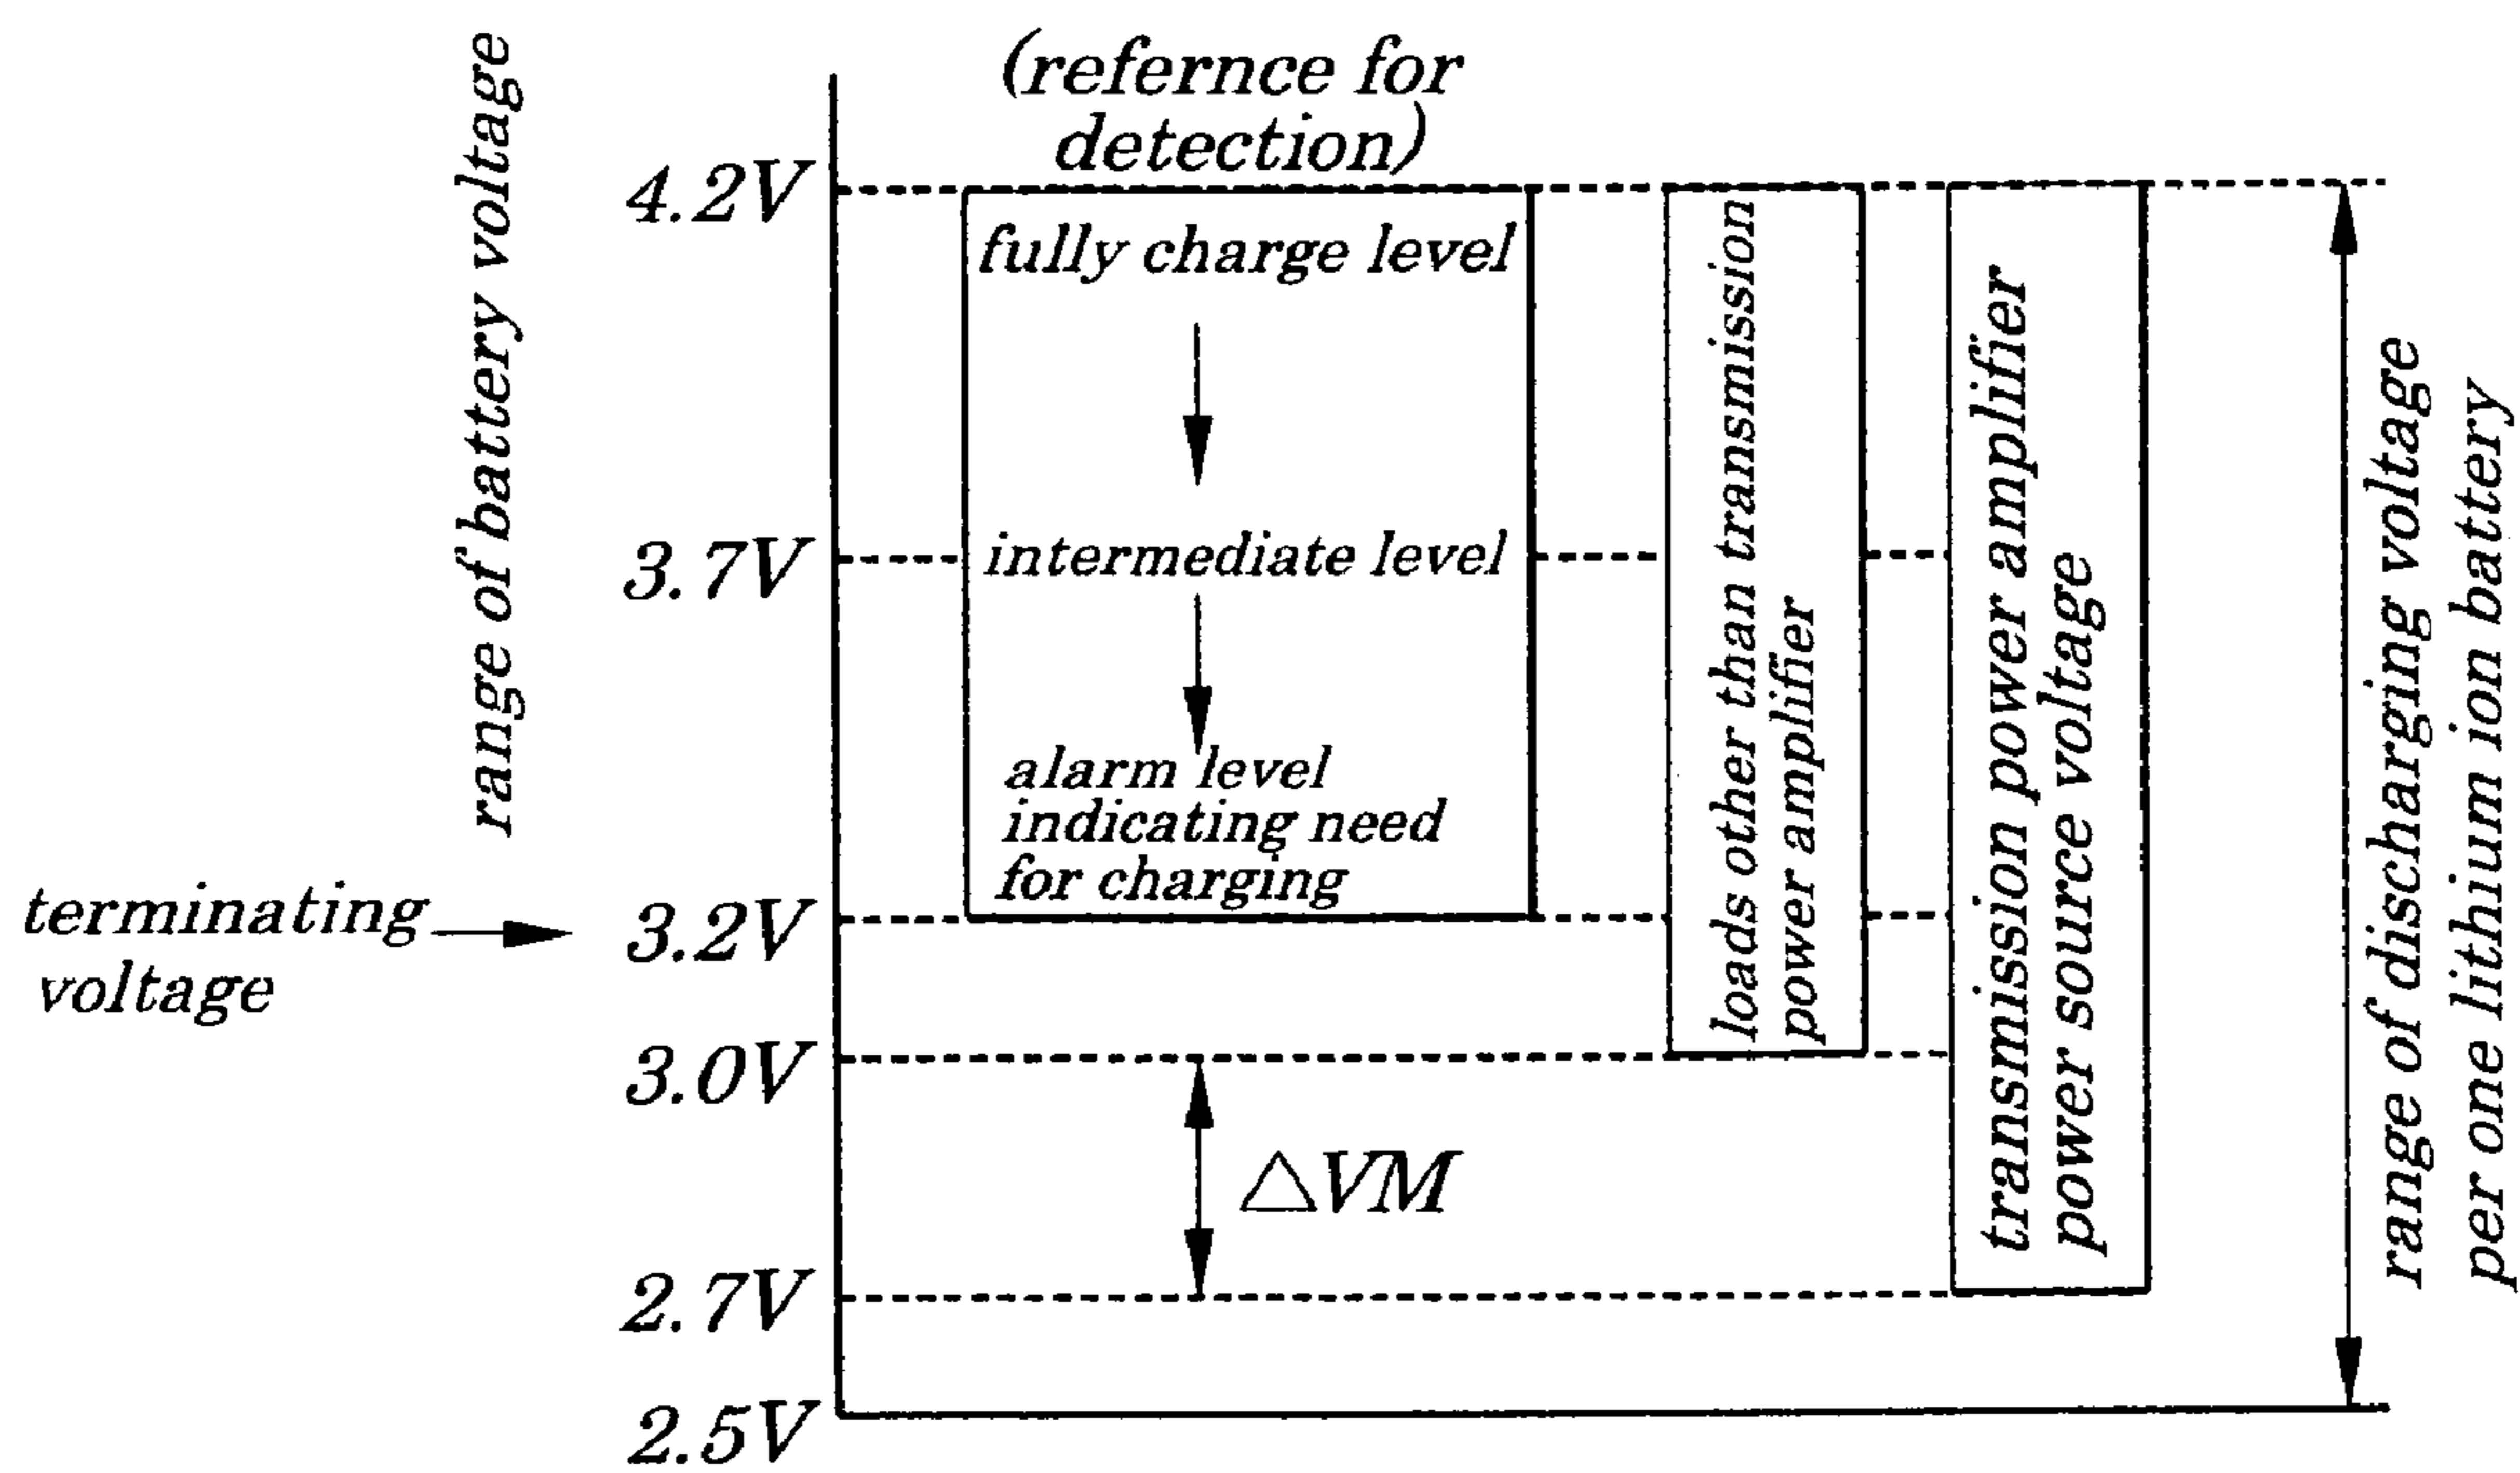 range of battery voltage
(refernce for
detection)
4.2V
fully charge level
3.7V
intermediate level
alarm level
indicating need
for charging
terminating
voltage
3.2V
3.0V
△VM
2.7V
2.5V
loads other than transmission
power amplifier
transmission power amplifier
power source voltage
range of discharging voltage
per one lithium ion battery